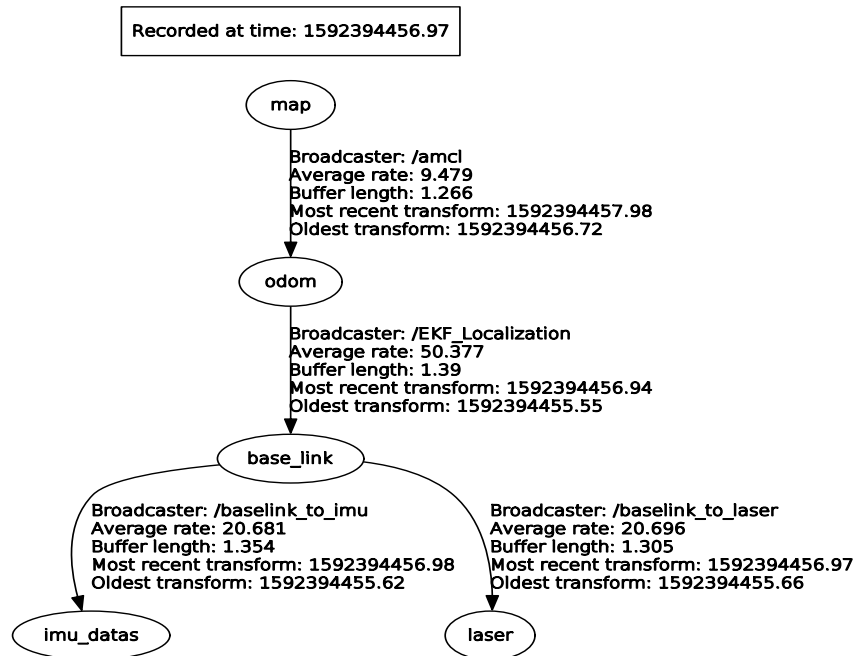 Recorded at time: 1592394456.97
map
Broadcaster: /amcl
Average rate: 9.479
Buffer length: 1.266
Most recent transform: 1592394457.98
Oldest transform: 1592394456.72
odom
Broadcaster: /EKF_Localization
Average rate: 50.377
Buffer length: 1.39
Most recent transform: 1592394456.94
Oldest transform: 1592394455.55
base_link
Broadcaster: /baselink_to_imu
Average rate: 20.681
Buffer length: 1.354
Most recent transform: 1592394456.98
Oldest transform: 1592394455.62
Broadcaster: /baselink_to_laser
Average rate: 20.696
Buffer length: 1.305
Most recent transform: 1592394456.97
Oldest transform: 1592394455.66
imu_datas
laser